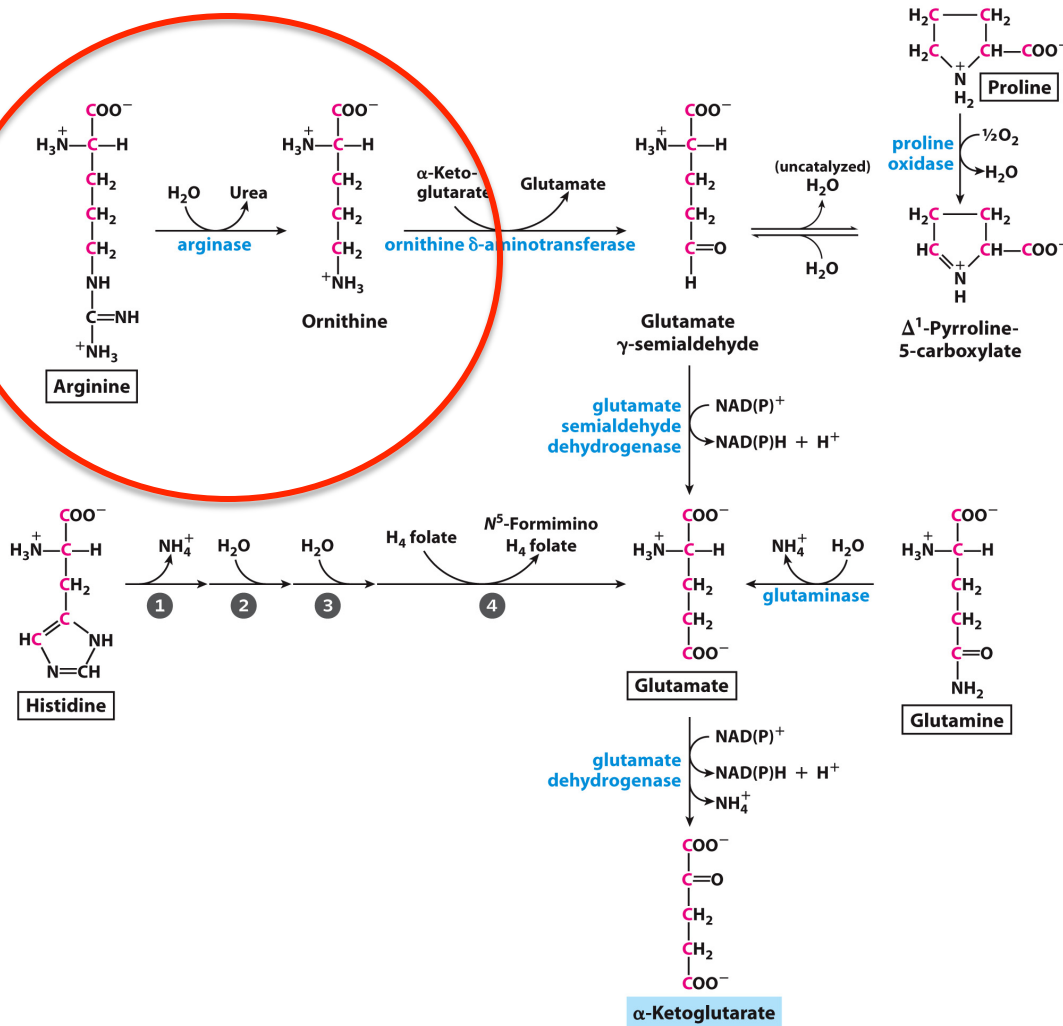 H₂C CH₂
H₂C CH—COO⁻
N⁺
H₂
Proline
proline
oxidase
½O₂
H₂O
H₂C CH₂
HC CH—COO⁻
N⁺
H
Δ¹-Pyrroline-
5-carboxylate
COO⁻
H₃N⁺—C—H
CH₂
CH₂
CH₂
NH
C=NH
⁺NH₃
Arginine
H₂O Urea
arginase
COO⁻
H₃N⁺—C—H
CH₂
CH₂
CH₂
⁺NH₃
Ornithine
α-Keto-
glutarate
Glutamate
ornithine δ-aminotransferase
COO⁻
H₃N⁺—C—H
CH₂
CH₂
C=O
H
Glutamate
γ-semialdehyde
(uncatalyzed)
H₂O
H₂O
glutamate
semialdehyde
dehydrogenase
NAD(P)⁺
NAD(P)H + H⁺
COO⁻
H₃N⁺—C—H
CH₂
C
HC NH
N=CH
Histidine
NH₄⁺
1
H₂O
2
H₂O
3
H₄ folate
N⁵-Formimino
H₄ folate
4
COO⁻
H₃N⁺—C—H
CH₂
CH₂
COO⁻
Glutamate
NH₄⁺ H₂O
glutaminase
COO⁻
H₃N⁺—C—H
CH₂
CH₂
C=O
NH₂
Glutamine
glutamate
dehydrogenase
NAD(P)⁺
NAD(P)H + H⁺
NH₄⁺
COO⁻
C=O
CH₂
CH₂
COO⁻
α-Ketoglutarate